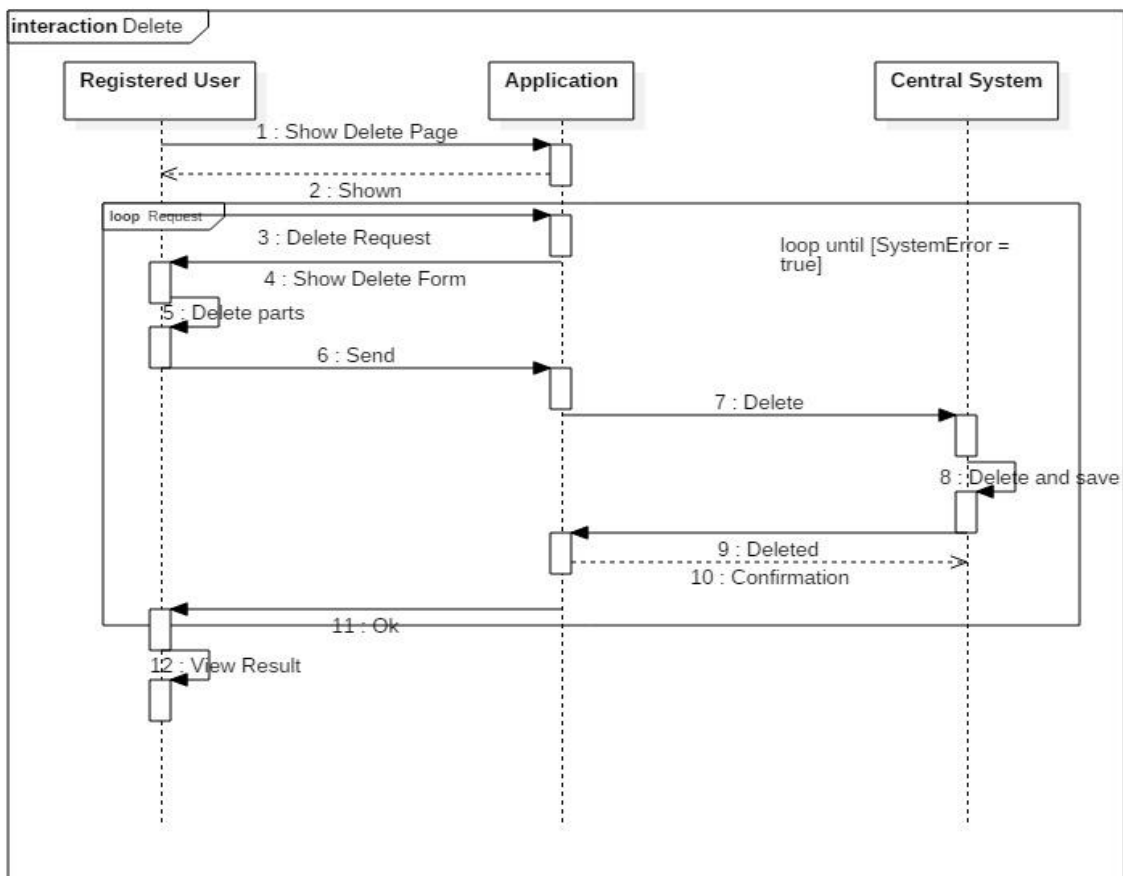 interaction Delete
Registered User
Application
Central System
1 : Show Delete Page
2 : Shown
loop Request
3 : Delete Request
loop until [SystemError =
true]
4 : Show Delete Form
5 : Delete parts
6 : Send
7 : Delete
8 : Delete and save
9 : Deleted
10 : Confirmation
11 : Ok
12 : View Result